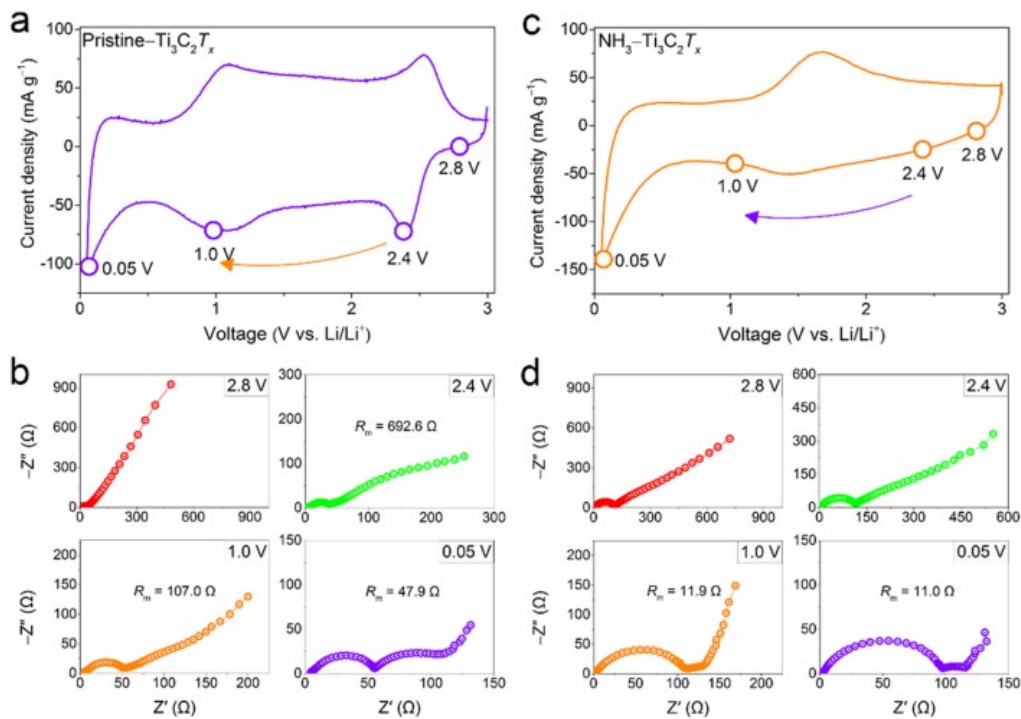 a
Pristine–Ti₃C₂Tₓ
100
50
0
-50
-100
Current density (mA g⁻¹)
2.8 V
2.4 V
1.0 V
0.05 V
0
1
2
3
Voltage (V vs. Li/Li⁺)
c
NH₃–Ti₃C₂Tₓ
100
50
0
-50
-100
-150
Current density (mA g⁻¹)
2.8 V
2.4 V
1.0 V
0.05 V
0
1
2
3
Voltage (V vs. Li/Li⁺)
b
2.8 V
900
600
300
0
0
300
600
900
–Z″ (Ω)
2.4 V
Rₘ = 692.6 Ω
300
200
100
0
0
100
200
300
1.0 V
Rₘ = 107.0 Ω
200
150
100
50
0
0
50
100
150
200
–Z″ (Ω)
Z′ (Ω)
0.05 V
Rₘ = 47.9 Ω
150
100
50
0
0
50
100
150
Z′ (Ω)
d
2.8 V
900
600
300
0
0
300
600
900
–Z″ (Ω)
2.4 V
600
450
300
150
0
0
150
300
450
600
1.0 V
Rₘ = 11.9 Ω
200
150
100
50
0
0
50
100
150
200
–Z″ (Ω)
Z′ (Ω)
0.05 V
Rₘ = 11.0 Ω
150
100
50
0
0
50
100
150
Z′ (Ω)